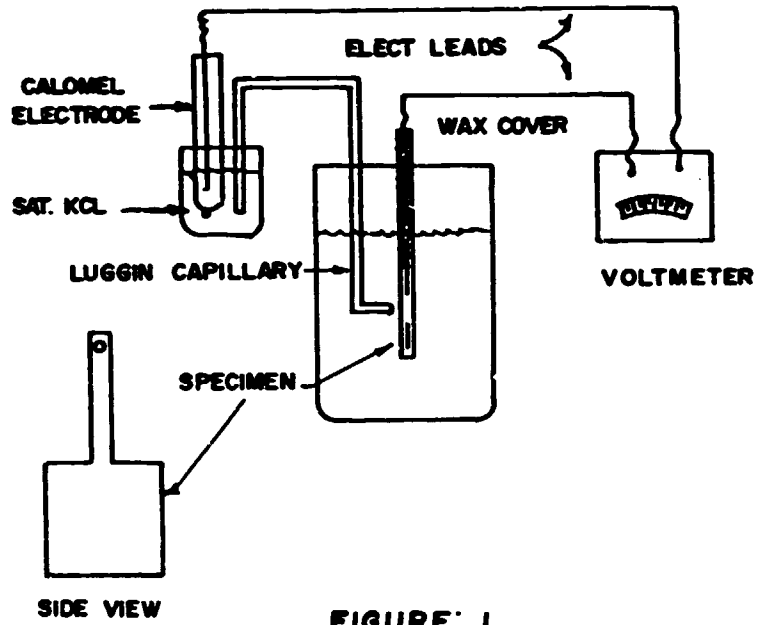 ELECT LEADS
CALOMEL
ELECTRODE
WAX COVER
SAT. KCL
LUGGIN CAPILLARY
VOLTMETER
SPECIMEN
SIDE VIEW
FIGURE 1